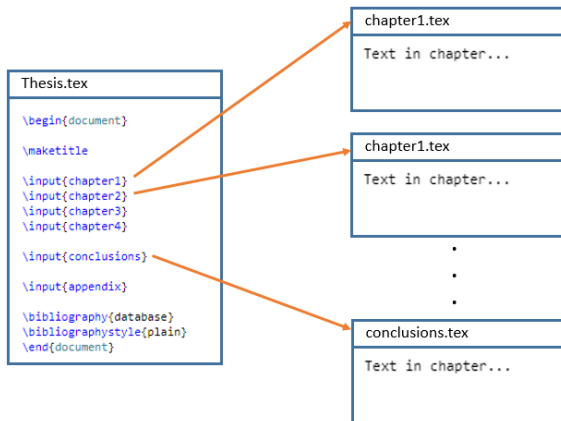 Thesis.tex
\begin{document}
\maketitle
\input{chapter1}
\input{chapter2}
\input{chapter3}
\input{chapter4}
\input{conclusions}
\input{appendix}
\bibliography{database}
\bibliographystyle{plain}
\end{document}
chapter1.tex
Text in chapter...
chapter1.tex
Text in chapter...
conclusions.tex
Text in chapter...